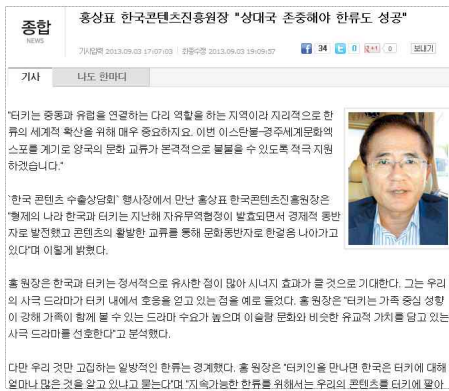 종합
NEWS
홍상표 한국콘텐츠진흥원장 "상대국 존중해야 한류도 성공"
기사입력 2013.09.03 17:07:03 | 최종수정 2013.09.03 19:09:57
34 0 0 보내기
기사 나도 한마디
"터키는 중동과 유럽을 연결하는 다리 역할을 하는 지역이라 지리적으로 한
류의 세계적 확산을 위해 매우 중요하지요. 이번 이스탄불-경주세계문화엑
스포를 계기로 양국의 문화 교류가 본격적으로 불붙을 수 있도록 적극 지원
하겠습니다."
`한국 콘텐츠 수출상담회` 행사장에서 만난 홍상표 한국콘텐츠진흥원장은
"형제의 나라 한국과 터키는 지난해 자유무역협정이 발효되면서 경제적 동반
자로 발전했고 콘텐츠의 활발한 교류를 통해 문화동반자로 한걸음 나아가고
있다"며 이렇게 밝혔다.
홍 원장은 한국과 터키는 정서적으로 유사한 점이 많아 시너지 효과가 클 것으로 기대한다. 그는 우리
의 사극 드라마가 터키 내에서 호응을 얻고 있는 점을 예로 들었다. 홍 원장은 "터키는 가족 중심 성향
이 강해 가족이 함께 볼 수 있는 드라마 수요가 높으며 이슬람 문화와 비슷한 유교적 가치를 담고 있는
사극 드라마를 선호한다"고 분석했다.
다만 우리 것만 고집하는 일방적인 한류는 경계했다. 홍 원장은 "터키인을 만나면 한국은 터키에 대해
얼마나 많은 것을 알고 있냐고 묻는다"며 "지속가능한 한류를 위해서는 우리의 콘텐츠를 터키에 팔아